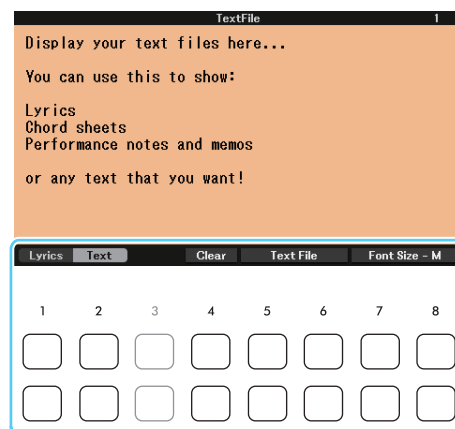 TextFile 1
Display your text files here...
You can use this to show:
Lyrics
Chord sheets
Performance notes and memos
or any text that you want!
Lyrics Text Clear Text File Font Size - M
1 2 3 4 5 6 7 8